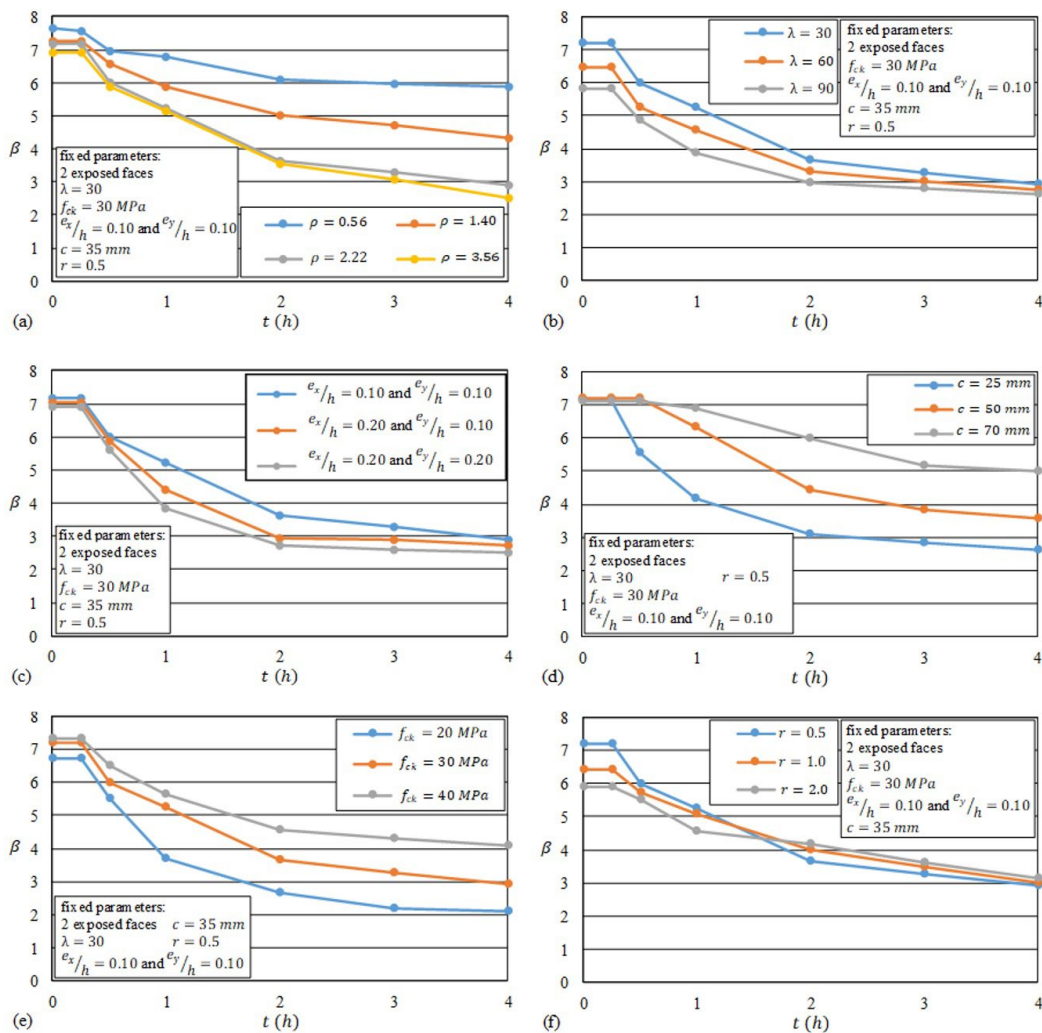 8
7
6
5
4
3
2
1
0
β
fixed parameters:
2 exposed faces
λ = 30
f_ck = 30 MPa
e_x/h = 0.10 and e_y/h = 0.10
c = 35 mm
r = 0.5
ρ = 0.56
ρ = 1.40
ρ = 2.22
ρ = 3.56
0 1 2 3 4
t (h)
(a)
8
7
6
5
4
3
2
1
0
β
λ = 30
λ = 60
λ = 90
fixed parameters:
2 exposed faces
f_ck = 30 MPa
e_x/h = 0.10 and e_y/h = 0.10
c = 35 mm
r = 0.5
0 1 2 3 4
t (h)
(b)
8
7
6
5
4
3
2
1
0
β
e_x/h = 0.10 and e_y/h = 0.10
e_x/h = 0.20 and e_y/h = 0.10
e_x/h = 0.20 and e_y/h = 0.20
fixed parameters:
2 exposed faces
λ = 30
f_ck = 30 MPa
c = 35 mm
r = 0.5
0 1 2 3 4
t (h)
(c)
8
7
6
5
4
3
2
1
0
β
c = 25 mm
c = 50 mm
c = 70 mm
fixed parameters:
2 exposed faces
λ = 30 r = 0.5
f_ck = 30 MPa
e_x/h = 0.10 and e_y/h = 0.10
0 1 2 3 4
t (h)
(d)
8
7
6
5
4
3
2
1
0
β
f_ck = 20 MPa
f_ck = 30 MPa
f_ck = 40 MPa
fixed parameters:
2 exposed faces c = 35 mm
λ = 30 r = 0.5
e_x/h = 0.10 and e_y/h = 0.10
0 1 2 3 4
t (h)
(e)
8
7
6
5
4
3
2
1
0
β
r = 0.5
r = 1.0
r = 2.0
fixed parameters:
2 exposed faces
λ = 30
f_ck = 30 MPa
e_x/h = 0.10 and e_y/h = 0.10
c = 35 mm
0 1 2 3 4
t (h)
(f)